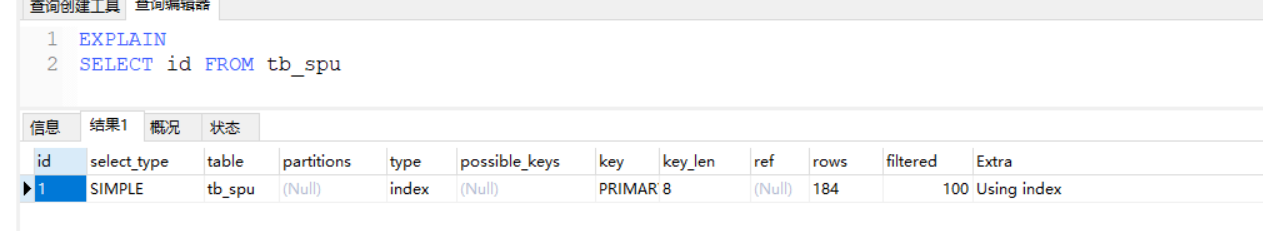 查询创建工具 查询编辑器
1 EXPLAIN
2 SELECT id FROM tb_spu
信息 结果1 概况 状态
id select_type table partitions type possible_keys key key_len ref rows filtered Extra
1 SIMPLE tb_spu (Null) index (Null) PRIMAR 8 (Null) 184 100 Using index